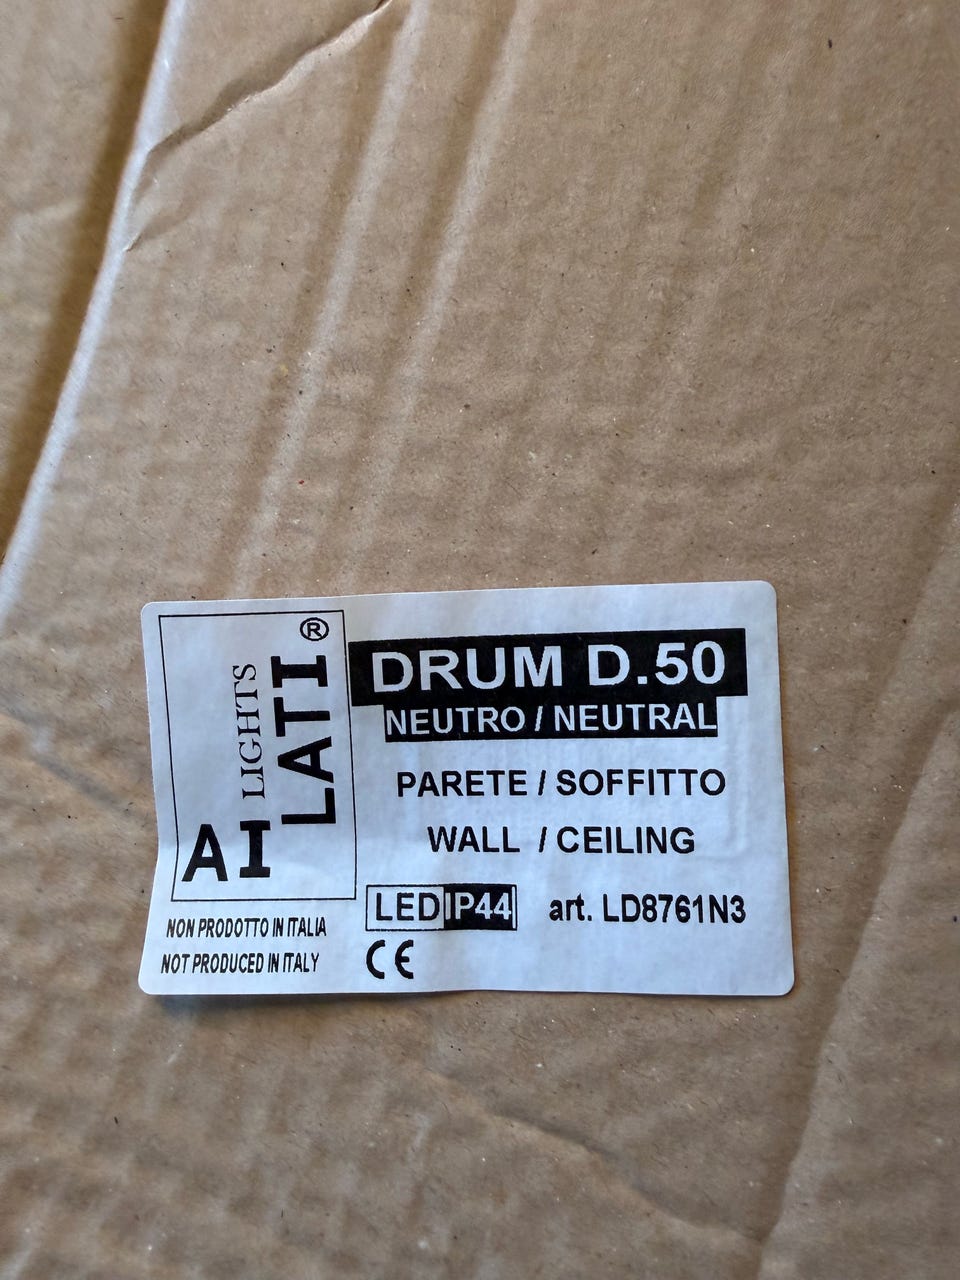 AI LATI
LIGHTS
®
DRUM D.50
NEUTRO / NEUTRAL
PARETE / SOFFITTO
WALL / CEILING
LED IP44 art. LD8761N3
NON PRODOTTO IN ITALIA
NOT PRODUCED IN ITALY
CE